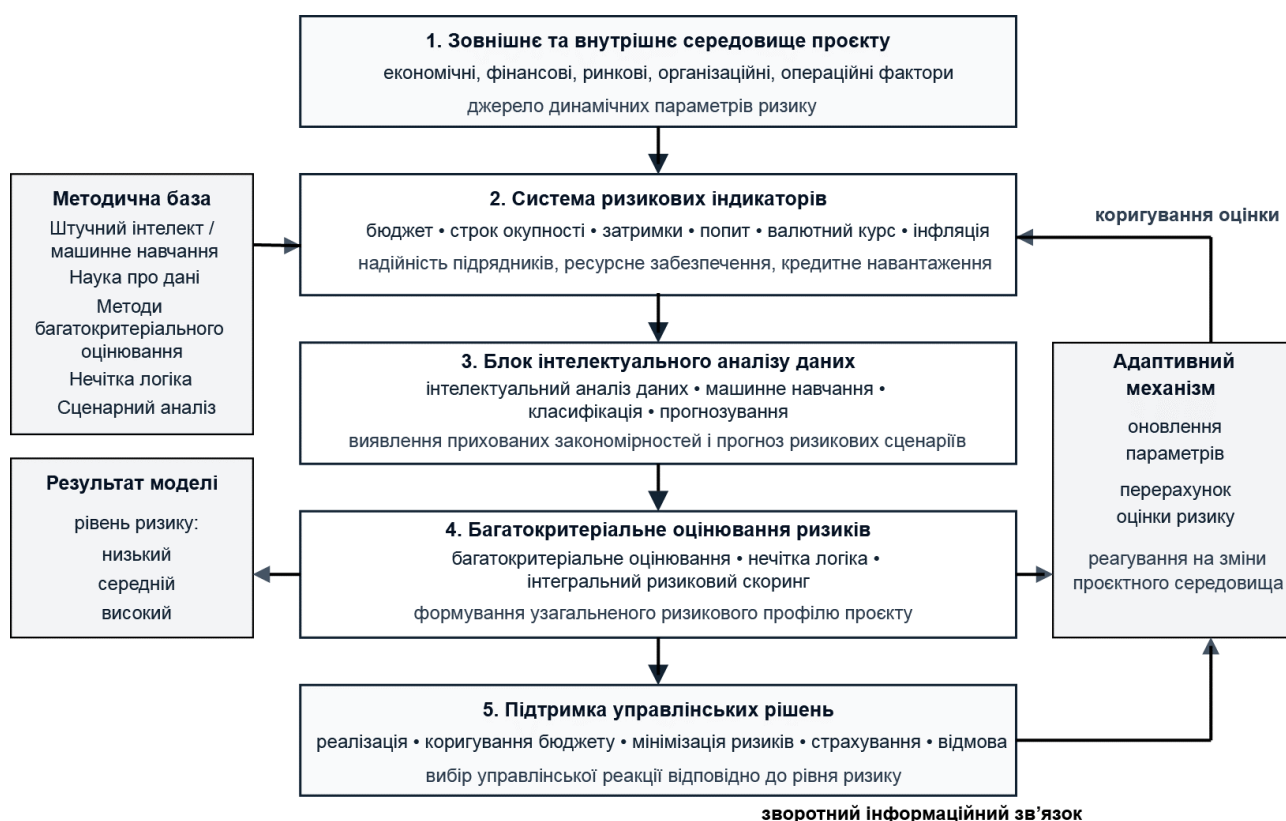 1. Зовнішнє та внутрішнє середовище проєкту
економічні, фінансові, ринкові, організаційні, операційні фактори
джерело динамічних параметрів ризику
Методична база
Штучний інтелект /
машинне навчання
Наука про дані
Методи
багатокритеріального
оцінювання
Нечітка логіка
Сценарний аналіз
2. Система ризикових індикаторів
бюджет • строк окупності • затримки • попит • валютний курс • інфляція
надійність підрядників, ресурсне забезпечення, кредитне навантаження
коригування оцінки
3. Блок інтелектуального аналізу даних
інтелектуальний аналіз даних • машинне навчання •
класифікація • прогнозування
виявлення прихованих закономірностей і прогноз ризикових сценаріїв
Адаптивний
механізм
оновлення
параметрів
перерахунок
оцінки ризику
реагування на зміни
проєктного середовища
Результат моделі
рівень ризику:
низький
середній
високий
4. Багатокритеріальне оцінювання ризиків
багатокритеріальне оцінювання • нечітка логіка •
інтегральний ризиковий скоринг
формування узагальненого ризикового профілю проєкту
5. Підтримка управлінських рішень
реалізація • коригування бюджету • мінімізація ризиків • страхування • відмова
вибір управлінської реакції відповідно до рівня ризику
зворотний інформаційний зв’язок